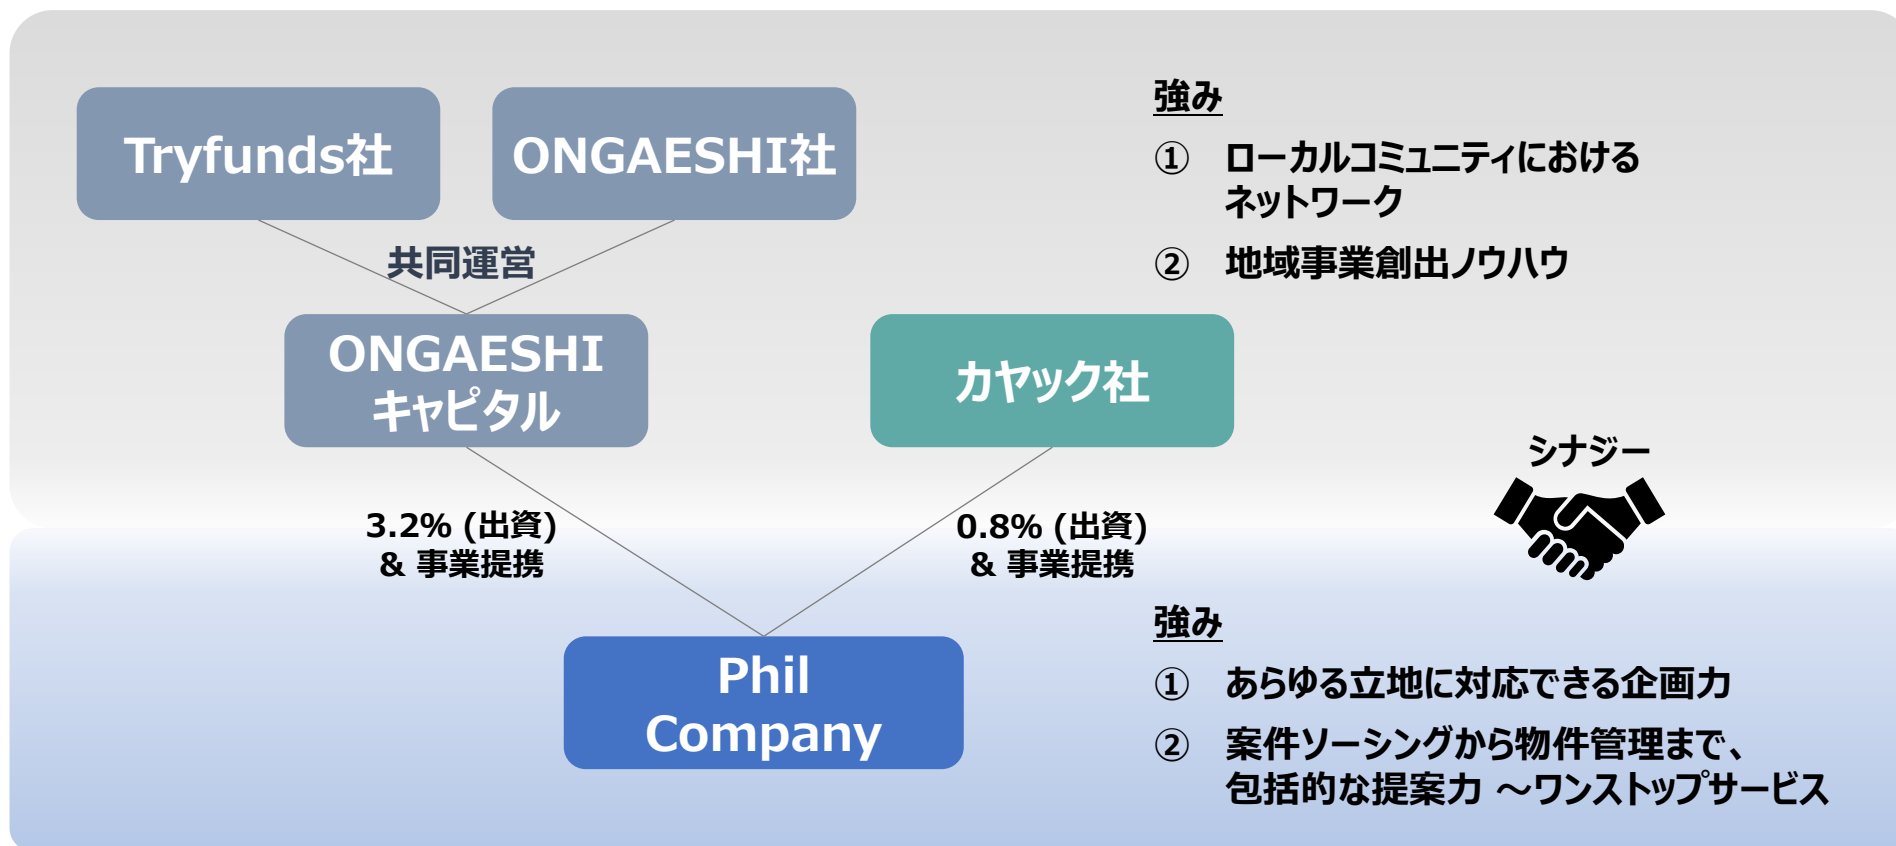 Tryfunds社
ONGAESHI社
共同運営
ONGAESHI
キャピタル
カヤック社
強み
① ローカルコミュニティにおける
ネットワーク
② 地域事業創出ノウハウ
シナジー
3.2% (出資)
& 事業提携
0.8% (出資)
& 事業提携
Phil
Company
強み
① あらゆる立地に対応できる企画力
② 案件ソーシングから物件管理まで、
包括的な提案力 ～ワンストップサービス